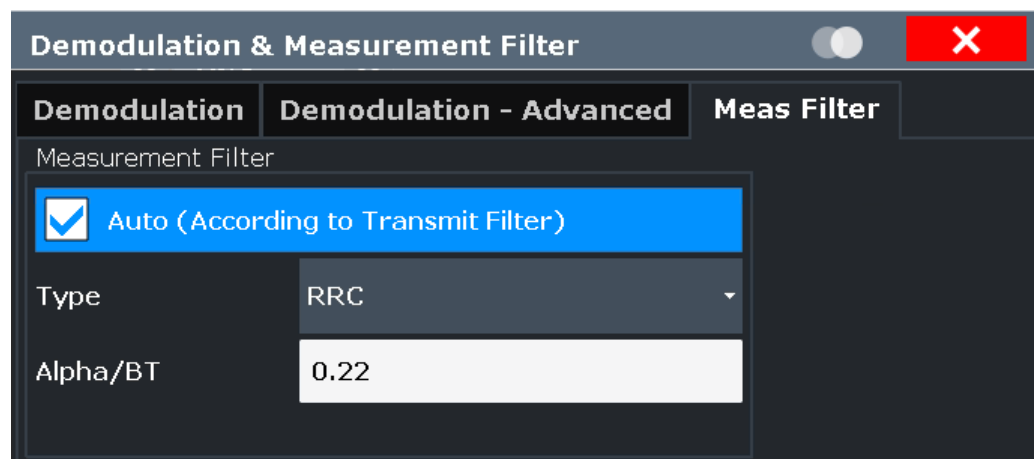 Demodulation & Measurement Filter
Demodulation Demodulation - Advanced Meas Filter
Measurement Filter
Auto (According to Transmit Filter)
Type RRC
Alpha/BT 0.22